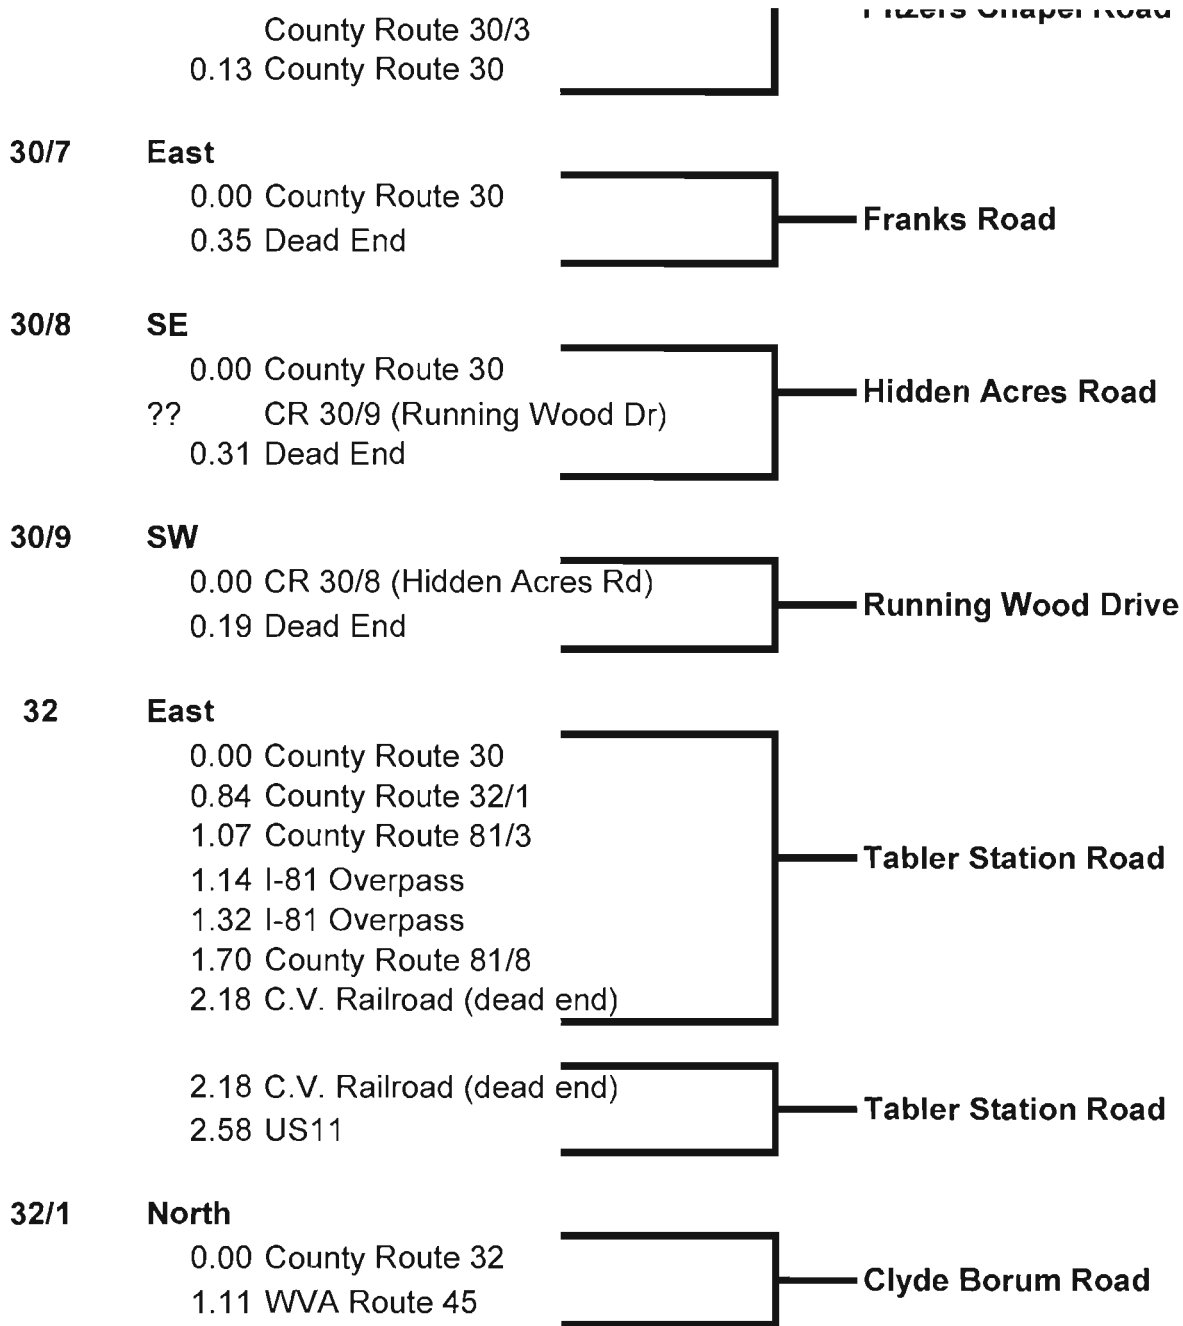 Pitzers Chapel Road
County Route 30/3
0.13 County Route 30
30/7 East
0.00 County Route 30
Franks Road
0.35 Dead End
30/8 SE
0.00 County Route 30
Hidden Acres Road
?? CR 30/9 (Running Wood Dr)
0.31 Dead End
30/9 SW
0.00 CR 30/8 (Hidden Acres Rd)
Running Wood Drive
0.19 Dead End
32 East
0.00 County Route 30
0.84 County Route 32/1
1.07 County Route 81/3
Tabler Station Road
1.14 I-81 Overpass
1.32 I-81 Overpass
1.70 County Route 81/8
2.18 C.V. Railroad (dead end)
2.18 C.V. Railroad (dead end)
Tabler Station Road
2.58 US11
32/1 North
0.00 County Route 32
Clyde Borum Road
1.11 WVA Route 45